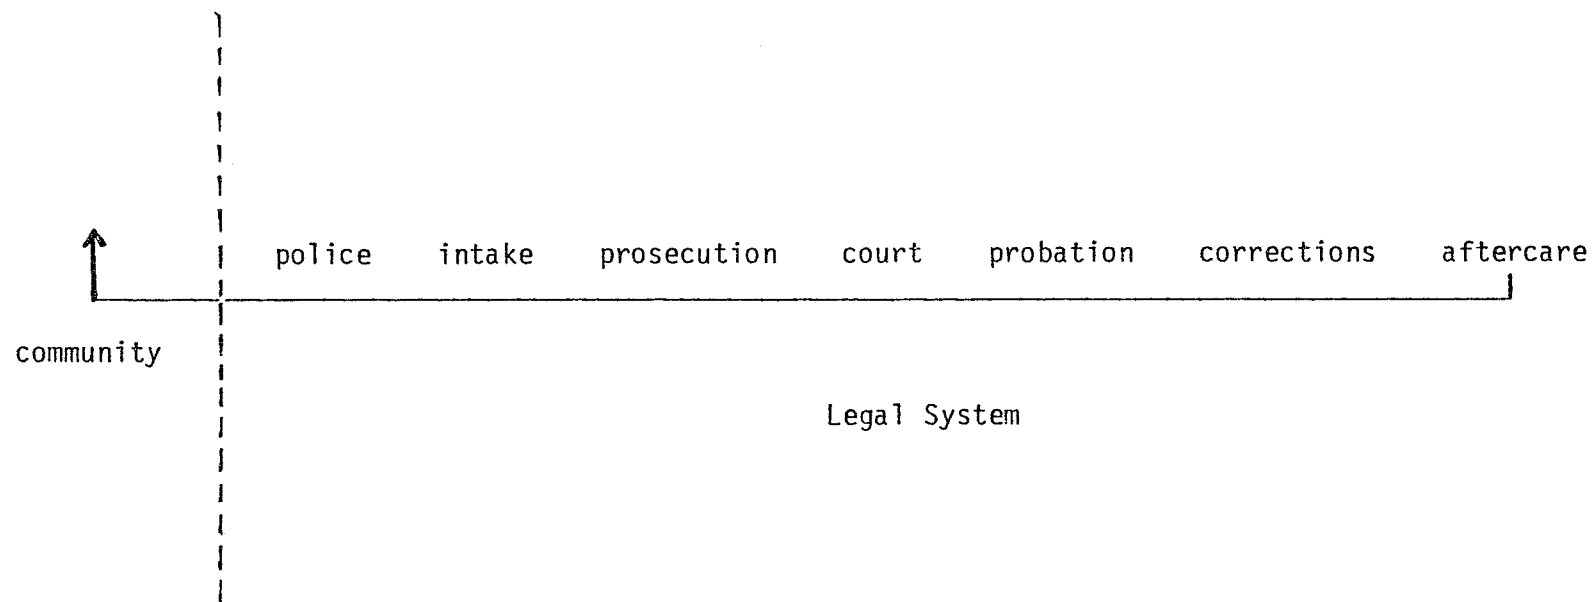 police intake prosecution court probation corrections aftercare
community
Legal System